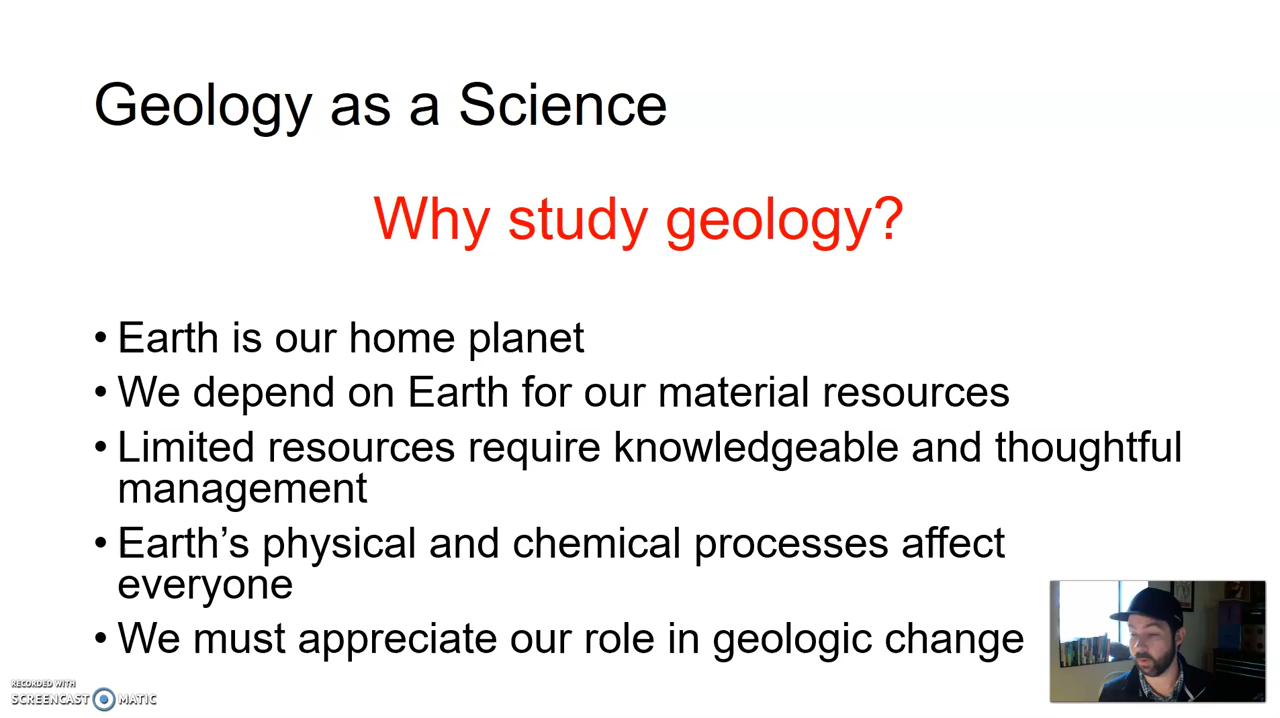 Geology as a Science
Why study geology?
• Earth is our home planet
• We depend on Earth for our material resources
• Limited resources require knowledgeable and thoughtful
management
• Earth’s physical and chemical processes affect
everyone
• We must appreciate our role in geologic change
RECORDED WITH
SCREENCAST MATIC